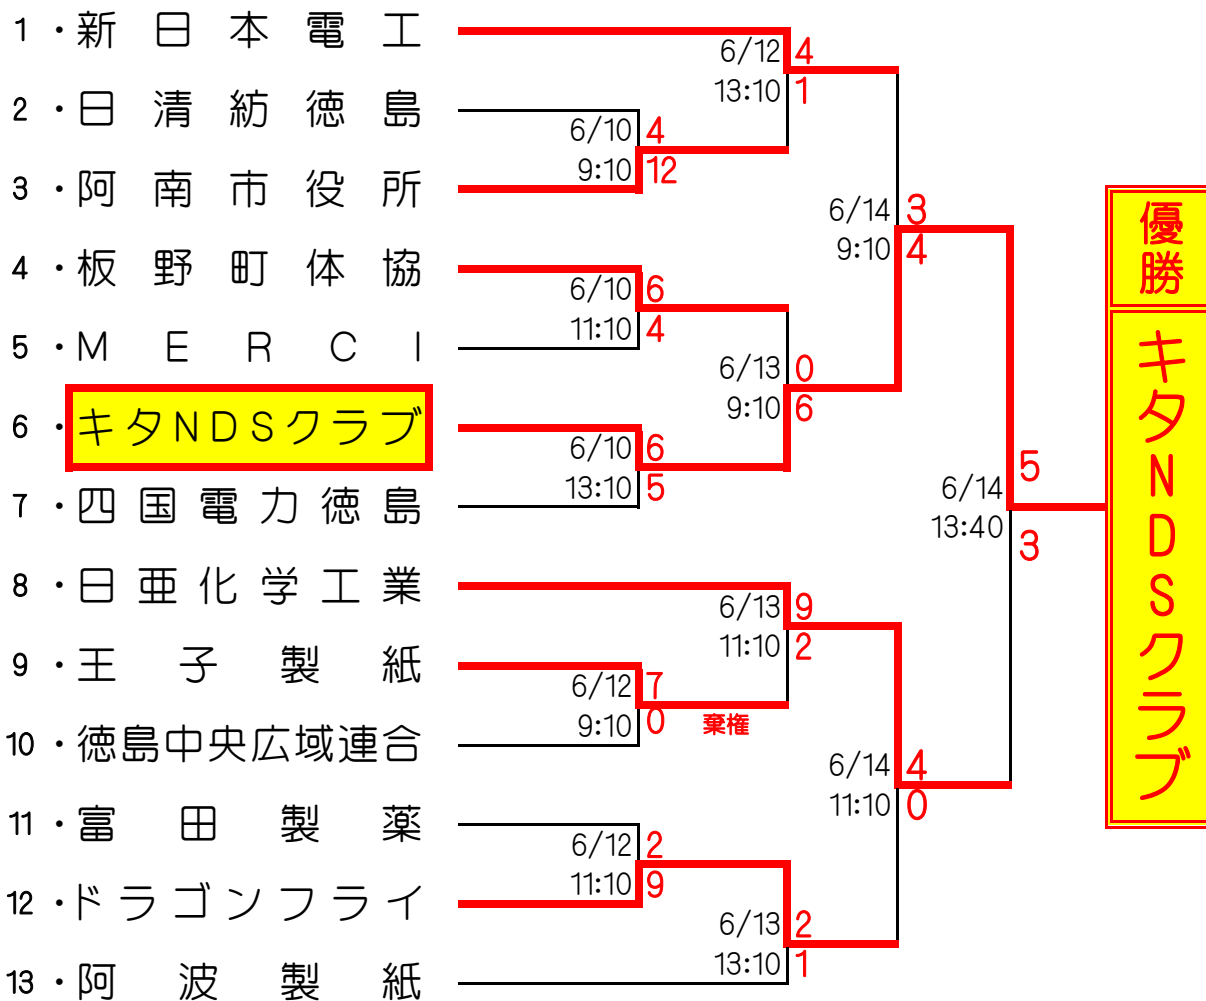 1・新日本電工
2・日清紡徳島
3・阿南市役所
4・板野町体協
5・MERCI
6・キタNDSクラブ
7・四国電力徳島
8・日亜化学工業
9・王子製紙
10・徳島中央広域連合
11・富田製薬
12・ドラゴンフライ
13・阿波製紙
6/10 4
9:10 12
6/10 6
11:10 4
6/10 6
13:10 5
6/12 7
9:10 0
棄権
6/12 2
11:10 9
6/12 4
13:10 1
6/13 0
9:10 6
6/13 9
11:10 2
6/13 2
13:10 1
6/14 3
9:10 4
6/14 4
11:10 0
6/14 5
13:40 3
優勝
キタNDSクラブ